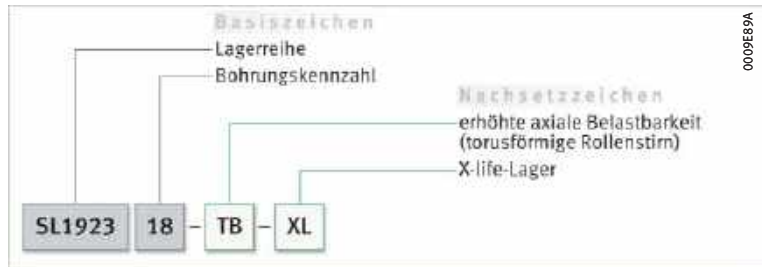 Basiszeichen
Lagerreihe
Bohrungskennzahl
Nachsetzzeichen
erhöhte axiale Belastbarkeit
(torusförmige Rollenstirn)
X-life-Lager
SL1923 18 – TB – XL
0009E89A